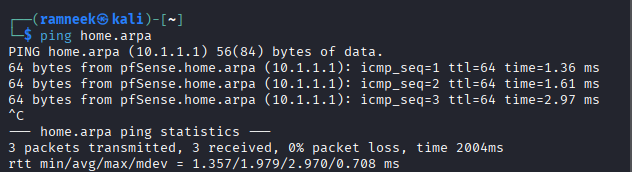 ┌──(ramneek㉿kali)-[~]
└─$ ping home.arpa
PING home.arpa (10.1.1.1) 56(84) bytes of data.
64 bytes from pfSense.home.arpa (10.1.1.1): icmp_seq=1 ttl=64 time=1.36 ms
64 bytes from pfSense.home.arpa (10.1.1.1): icmp_seq=2 ttl=64 time=1.61 ms
64 bytes from pfSense.home.arpa (10.1.1.1): icmp_seq=3 ttl=64 time=2.97 ms
^C
--- home.arpa ping statistics ---
3 packets transmitted, 3 received, 0% packet loss, time 2004ms
rtt min/avg/max/mdev = 1.357/1.979/2.970/0.708 ms